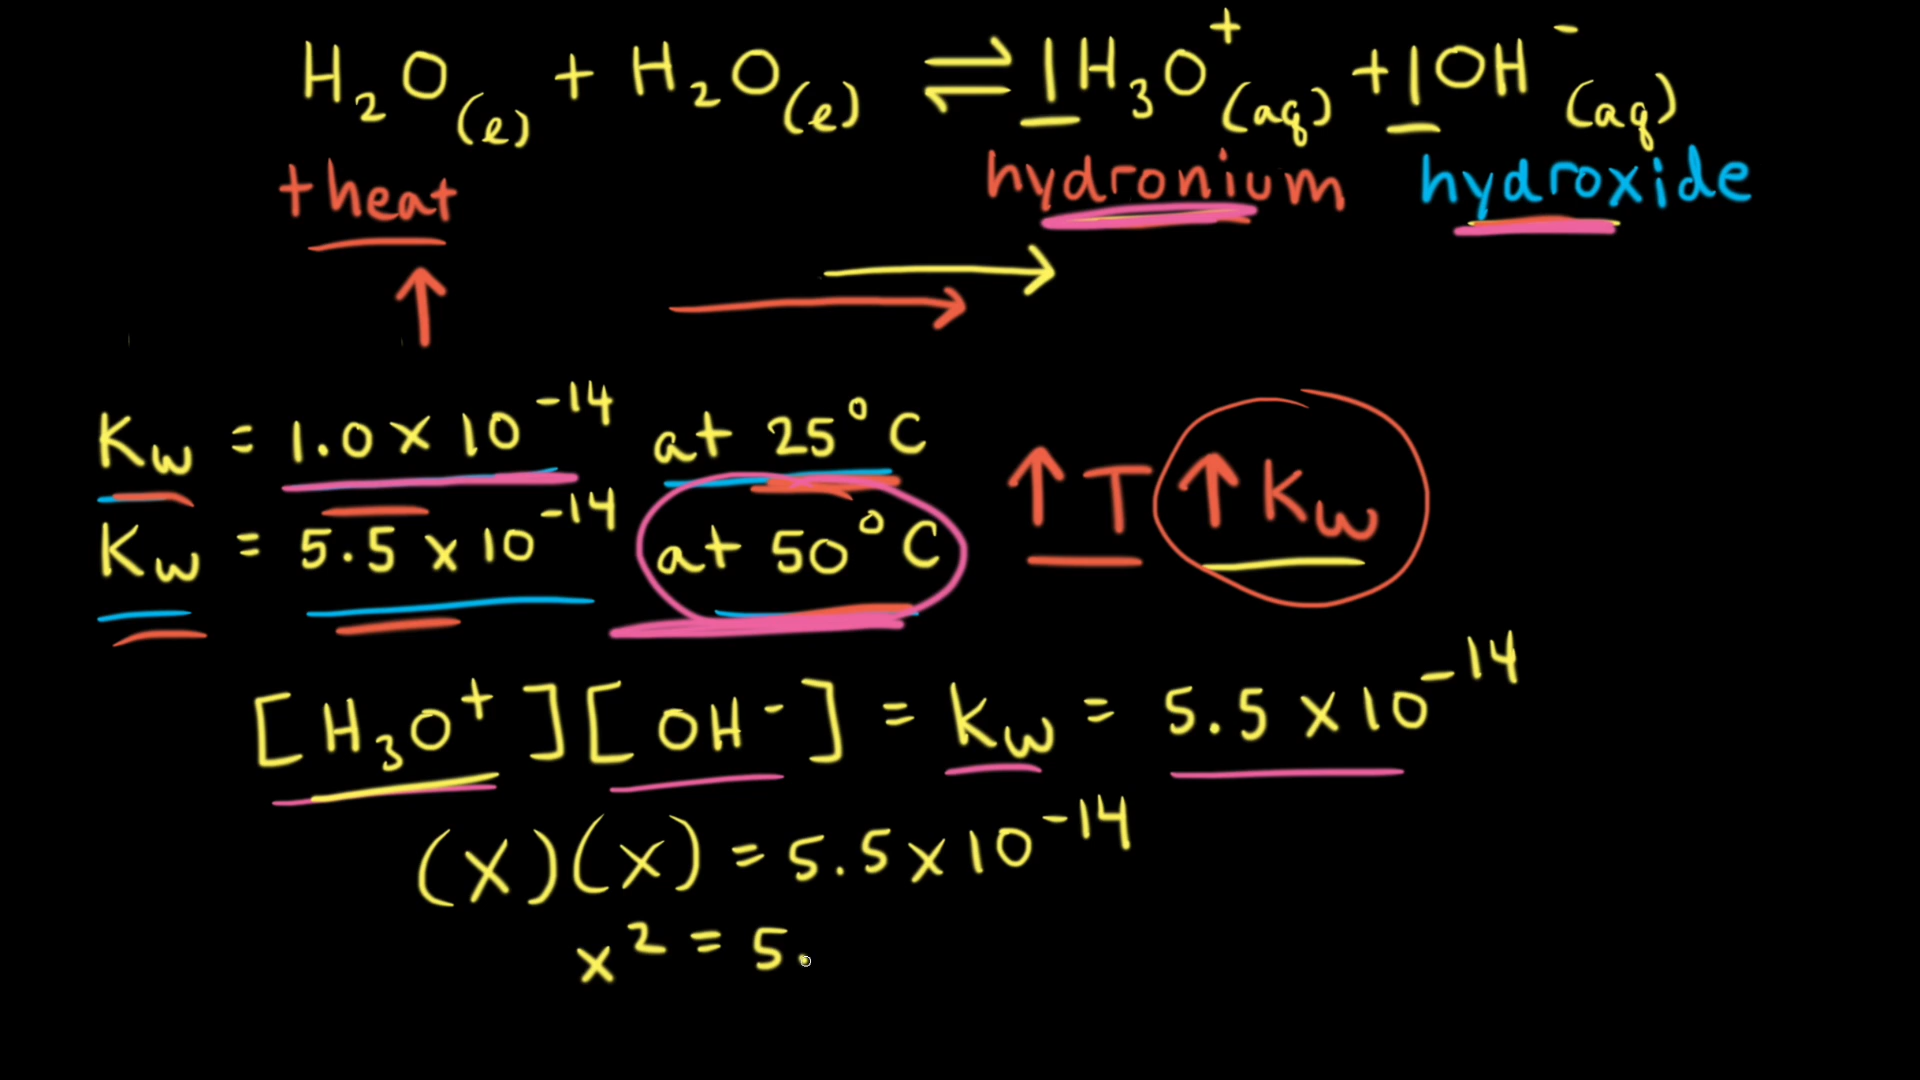 H₂O(l) + H₂O(l) ⇌ 1H₃O⁺(aq) + 1OH⁻(aq)
+ heat hydronium hydroxide
Kw = 1.0 x 10⁻¹⁴ at 25°C
Kw = 5.5 x 10⁻¹⁴ at 50°C
↑T ↑Kw
[H₃O⁺][OH⁻] = Kw = 5.5 x 10⁻¹⁴
(x)(x) = 5.5 x 10⁻¹⁴
x² = 5.